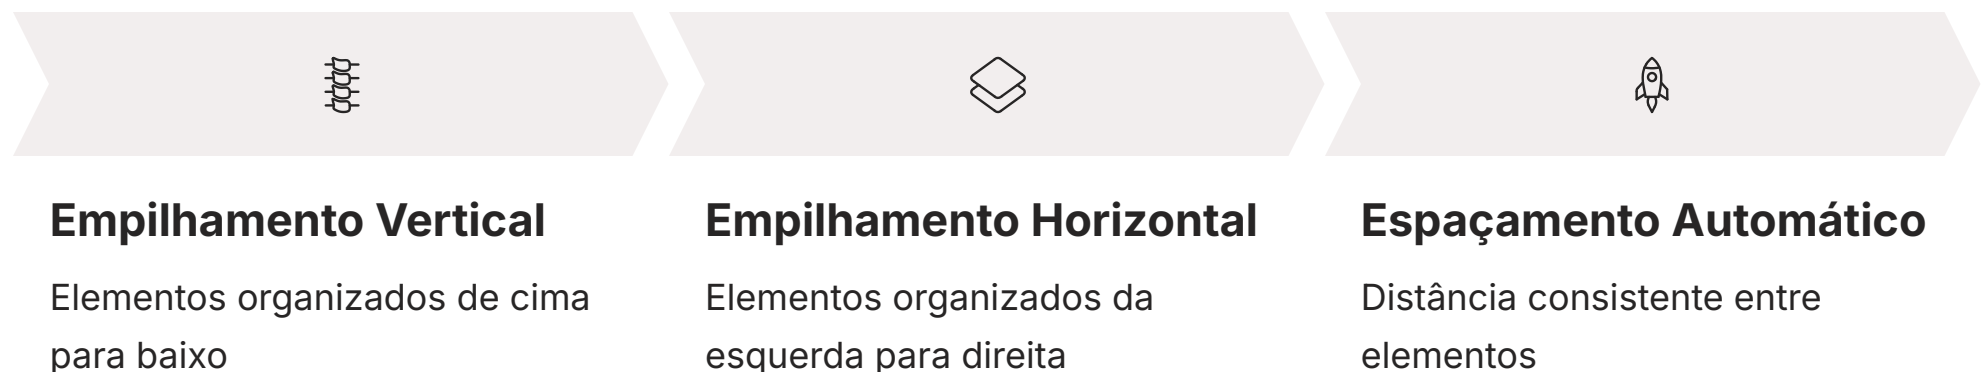 Empilhamento Vertical
Elementos organizados de cima
para baixo
Empilhamento Horizontal
Elementos organizados da
esquerda para direita
Espaçamento Automático
Distância consistente entre
elementos